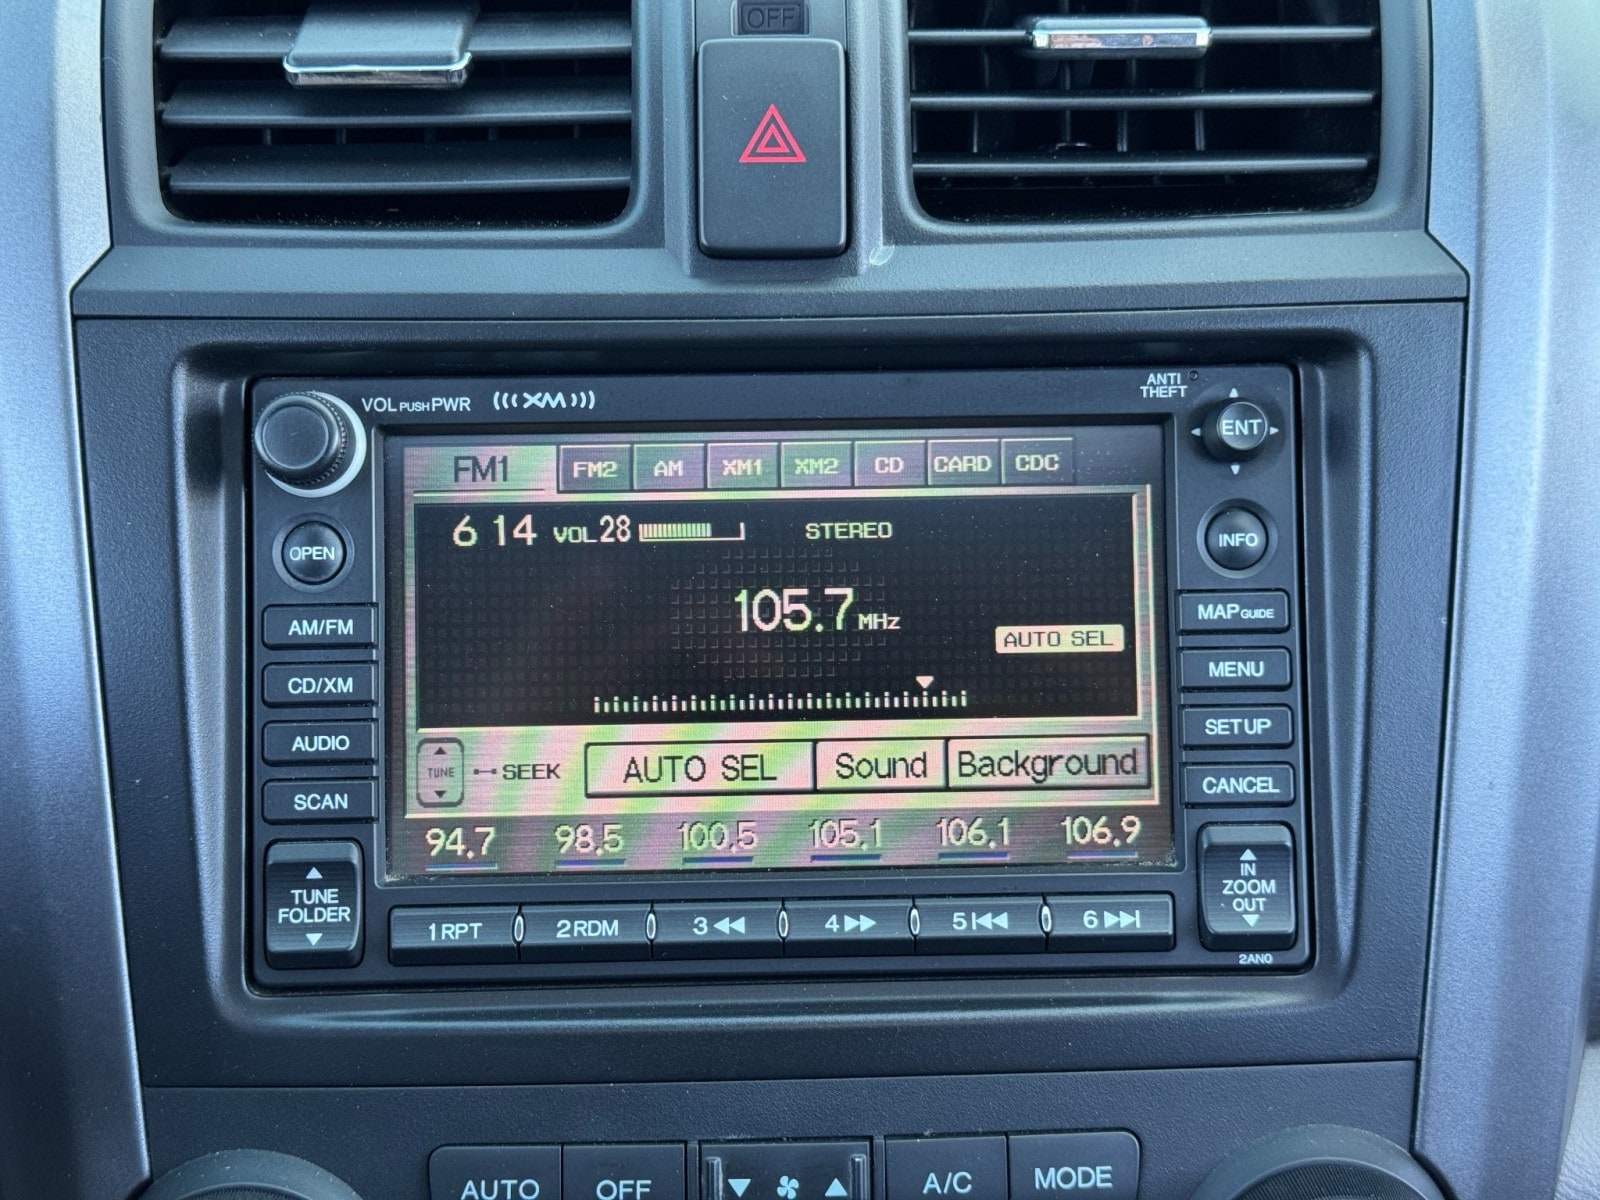 OFF
VOL PUSH PWR (((XM)))
ANTI THEFT
ENT
FM1 FM2 AM XM1 XM2 CD CARD CDC
6 14 VOL 28 STEREO
OPEN
INFO
105.7 MHz
AM/FM
MAP GUIDE
AUTO SEL
CD/XM
MENU
AUDIO
SETUP
TUNE SEEK AUTO SEL Sound Background
SCAN
CANCEL
94.7 98.5 100.5 105.1 106.1 106.9
TUNE
FOLDER
IN
ZOOM
OUT
1 RPT 2 RDM 3 4 5 6
2AN0
AUTO OFF A/C MODE